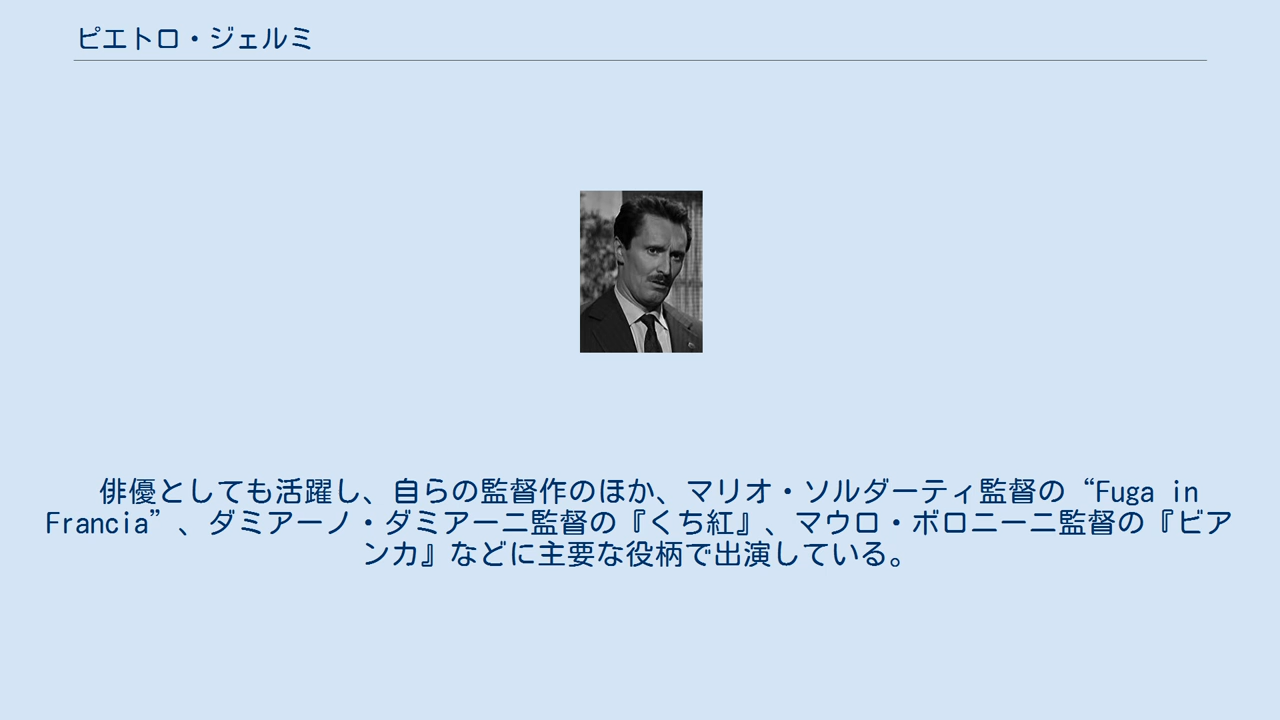 ピエトロ・ジェルミ
俳優としても活躍し、自らの監督作のほか、マリオ・ソルダーティ監督の“Fuga in
Francia”、ダミアーノ・ダミアーニ監督の『くち紅』、マウロ・ボロニーニ監督の『ビア
ンカ』などに主要な役柄で出演している。